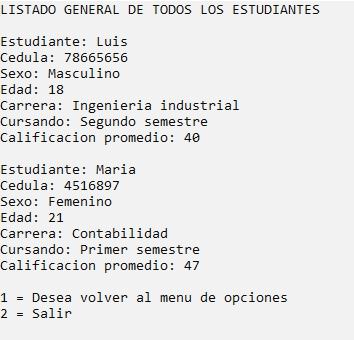 LISTADO GENERAL DE TODOS LOS ESTUDIANTES
Estudiante: Luis
Cedula: 78665656
Sexo: Masculino
Edad: 18
Carrera: Ingenieria industrial
Cursando: Segundo semestre
Calificacion promedio: 40
Estudiante: Maria
Cedula: 4516897
Sexo: Femenino
Edad: 21
Carrera: Contabilidad
Cursando: Primer semestre
Calificacion promedio: 47
1 = Desea volver al menu de opciones
2 = Salir